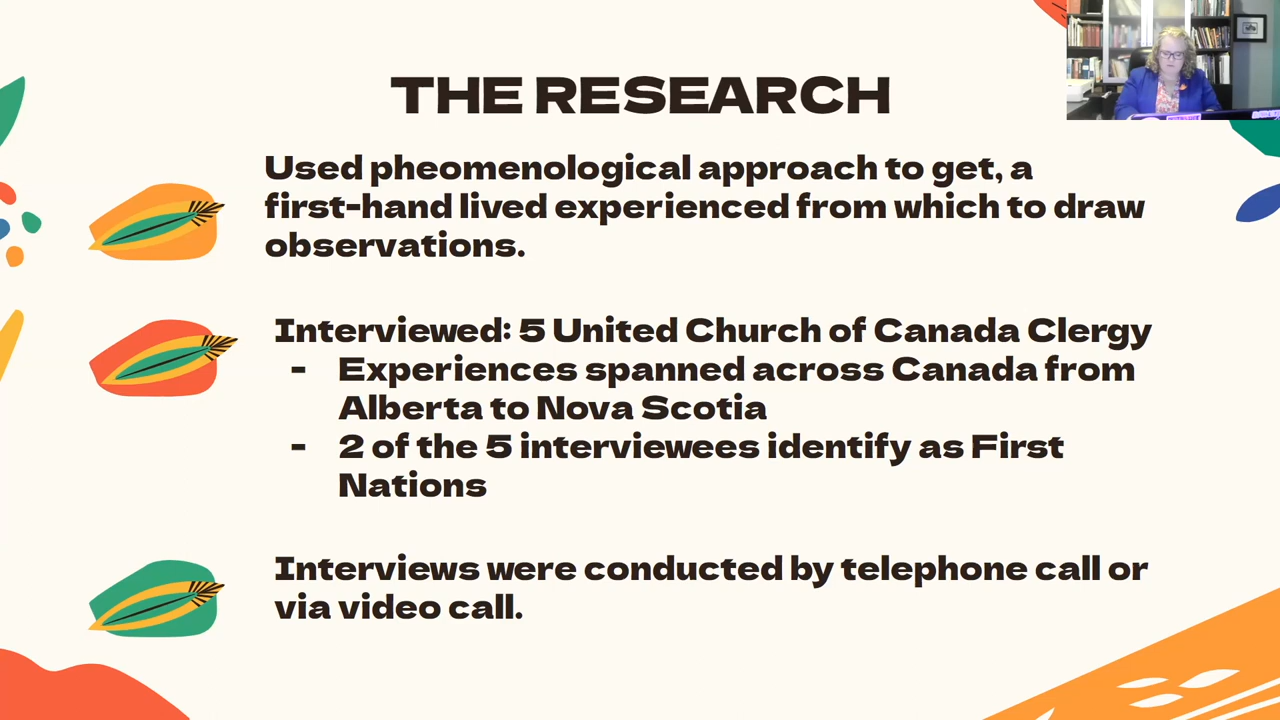 THE RESEARCH
Used pheomenological approach to get, a
first-hand lived experienced from which to draw
observations.
Interviewed: 5 United Church of Canada Clergy
- Experiences spanned across Canada from
Alberta to Nova Scotia
- 2 of the 5 interviewees identify as First
Nations
Interviews were conducted by telephone call or
via video call.